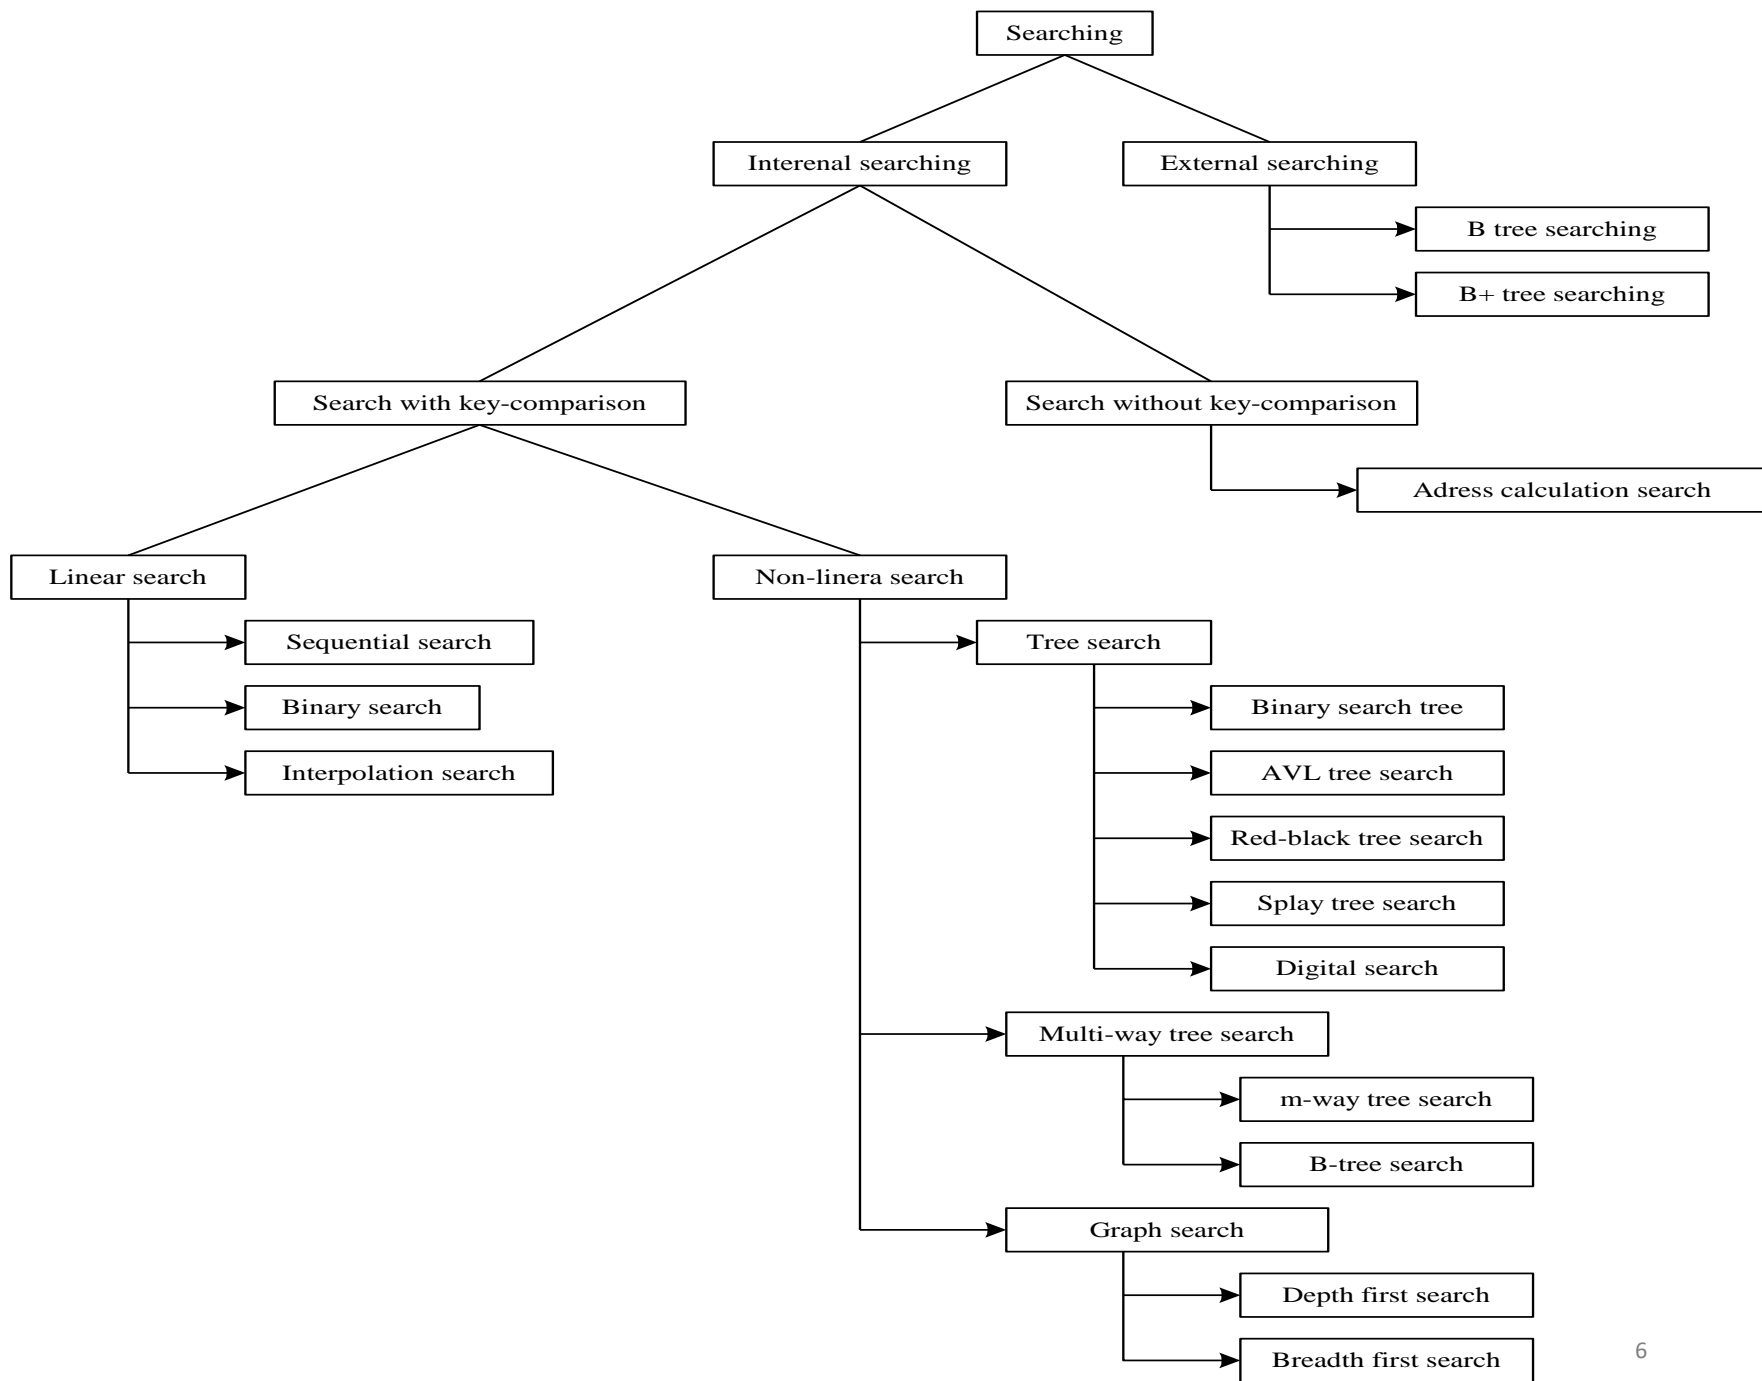 Searching
Interenal searching
External searching
B tree searching
B+ tree searching
Search with key-comparison
Search without key-comparison
Adress calculation search
Linear search
Non-linera search
Sequential search
Tree search
Binary search
Binary search tree
Interpolation search
AVL tree search
Red-black tree search
Splay tree search
Digital search
Multi-way tree search
m-way tree search
B-tree search
Graph search
Depth first search
Breadth first search
6